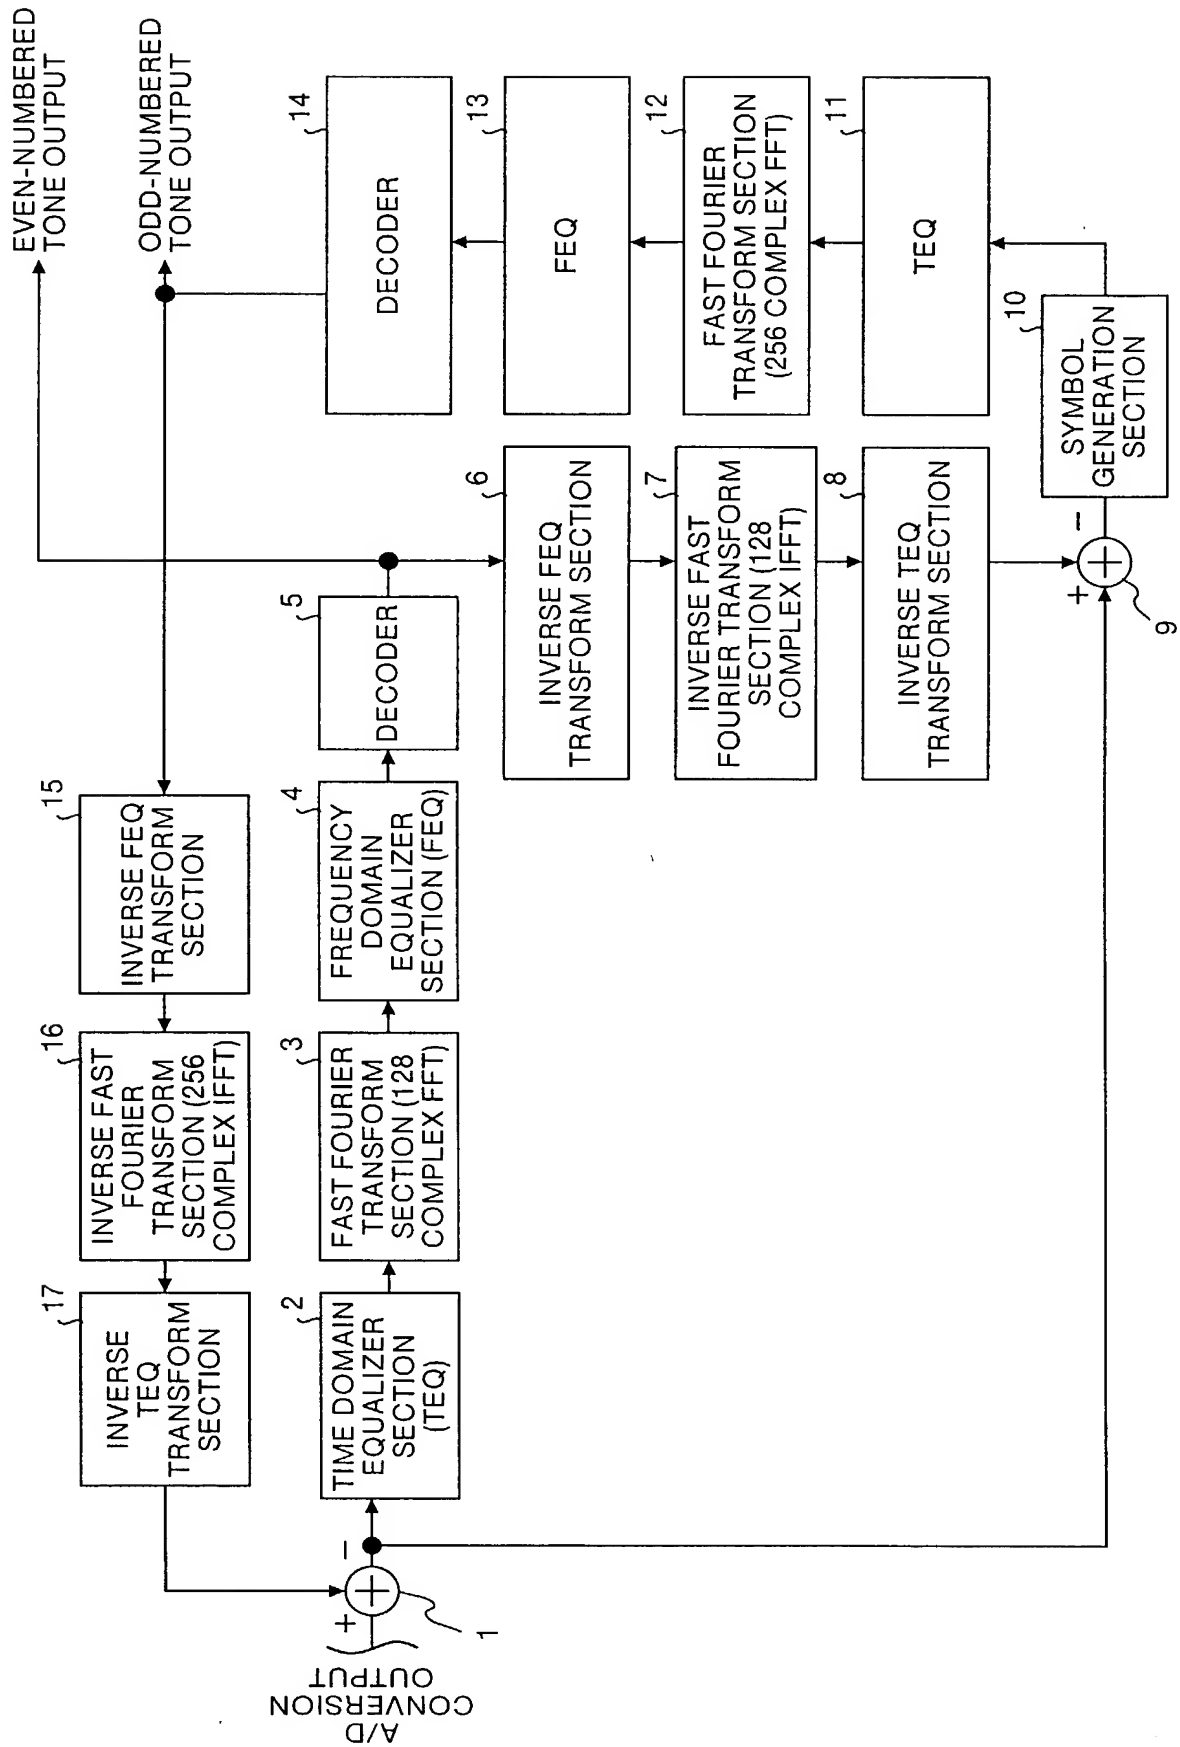 EVEN-NUMBERED
TONE OUTPUT
ODD-NUMBERED
TONE OUTPUT
17
INVERSE
TEQ
TRANSFORM
SECTION
16
INVERSE FAST
FOURIER
TRANSFORM
SECTION (256
COMPLEX IFFT)
15
INVERSE FEQ
TRANSFORM
SECTION
14
DECODER
A/D
CONVERSION
OUTPUT
+
−
1
2
TIME DOMAIN
EQUALIZER
SECTION
(TEQ)
3
FAST FOURIER
TRANSFORM
SECTION (128
COMPLEX FFT)
4
FREQUENCY
DOMAIN
EQUALIZER
SECTION (FEQ)
5
DECODER
6
INVERSE FEQ
TRANSFORM SECTION
13
FEQ
7
INVERSE FAST
FOURIER TRANSFORM
SECTION (128
COMPLEX IFFT)
12
FAST FOURIER
TRANSFORM SECTION
(256 COMPLEX FFT)
8
INVERSE TEQ
TRANSFORM SECTION
11
TEQ
+
−
9
10
SYMBOL
GENERATION
SECTION